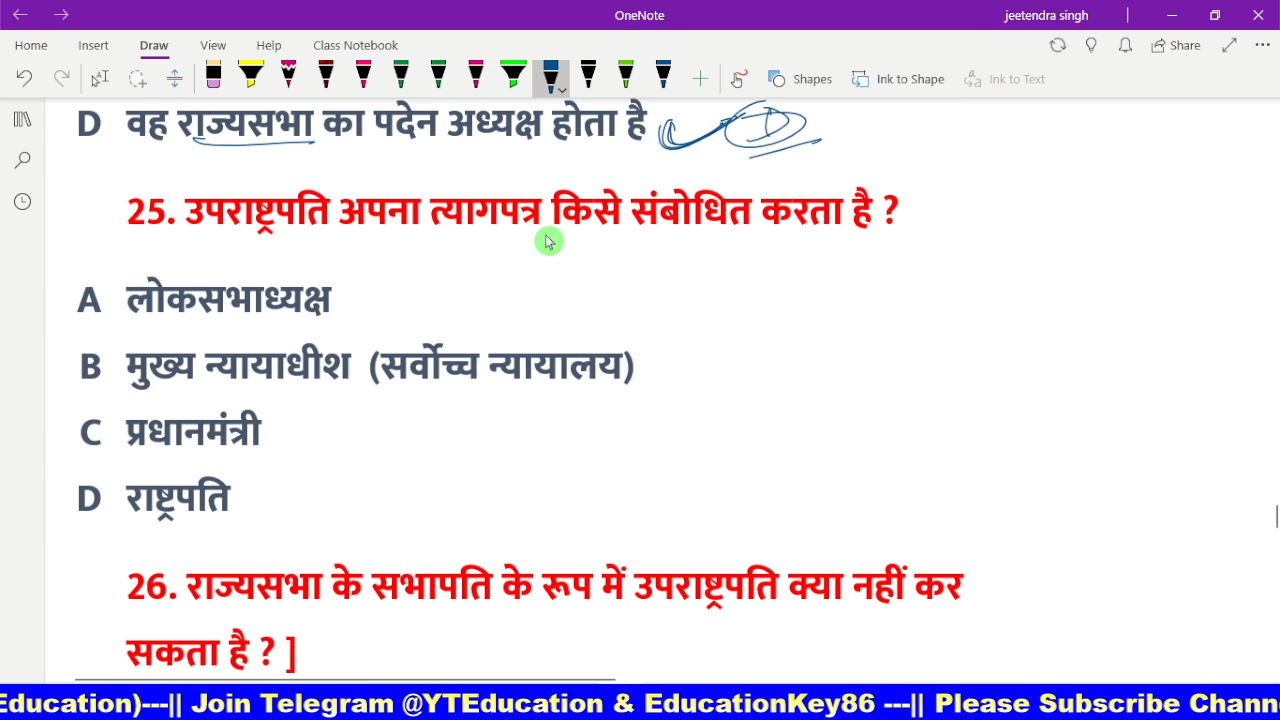 OneNote
jeetendra singh
Home Insert Draw View Help Class Notebook
Share
Shapes Ink to Shape Ink to Text
D वह राज्यसभा का पदेन अध्यक्ष होता है D
25. उपराष्ट्रपति अपना त्यागपत्र किसे संबोधित करता है ?
A लोकसभाध्यक्ष
B मुख्य न्यायाधीश (सर्वोच्च न्यायालय)
C प्रधानमंत्री
D राष्ट्रपति
26. राज्यसभा के सभापति के रूप में उपराष्ट्रपति क्या नहीं कर
सकता है ? ]
Education)---|| Join Telegram @YTEducation & EducationKey86 ---|| Please Subscribe Chann